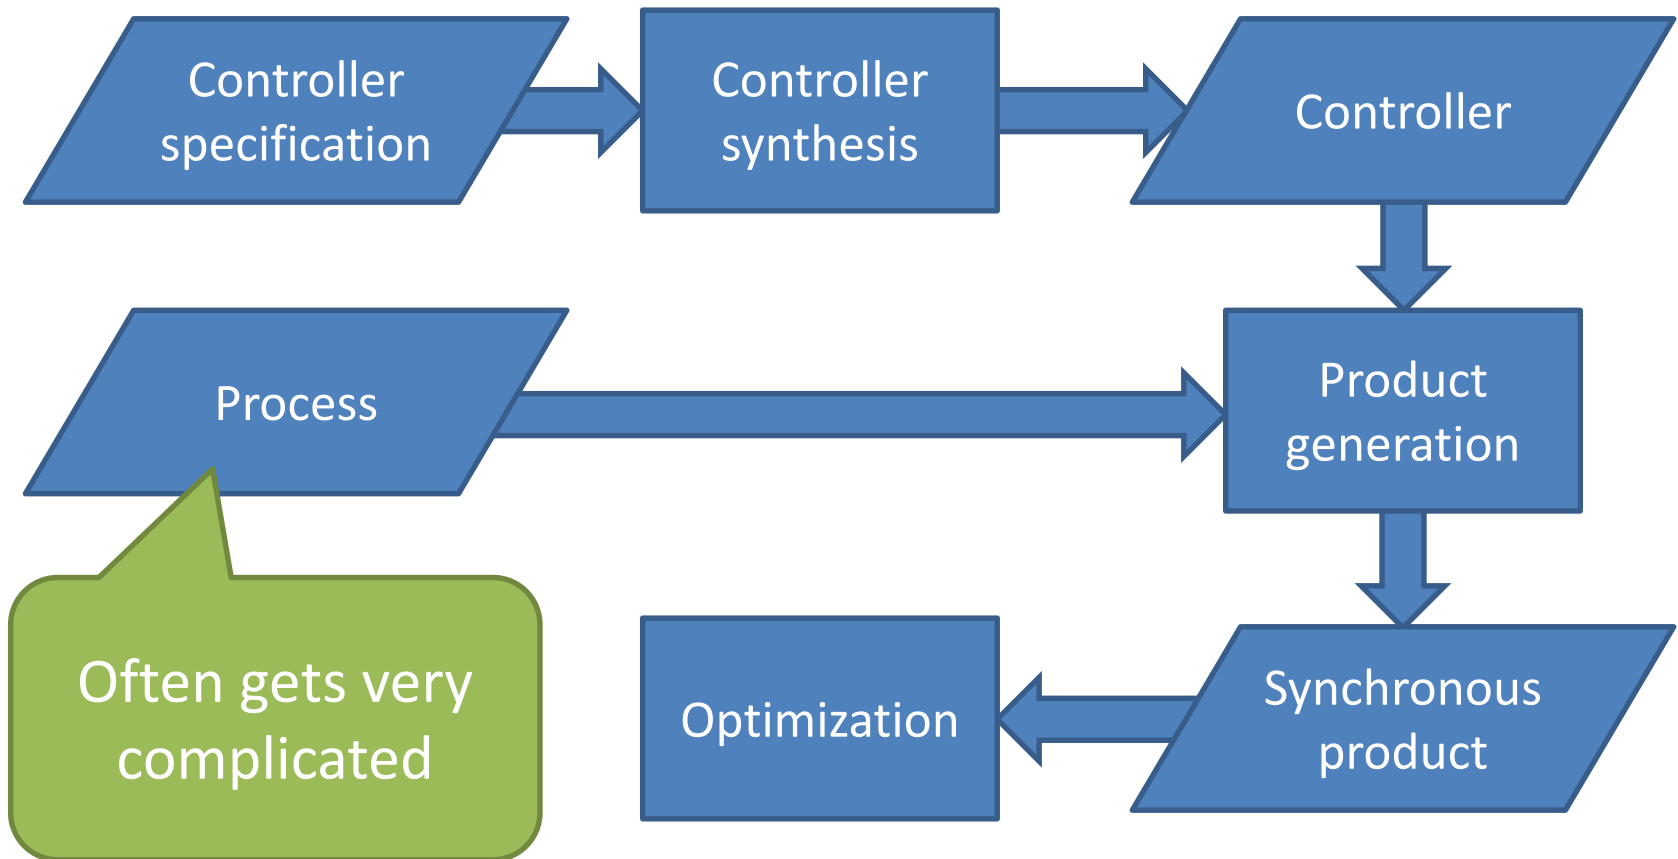 Controller
specification
Controller
synthesis
Controller
Process
Product
generation
Often gets very
complicated
Optimization
Synchronous
product